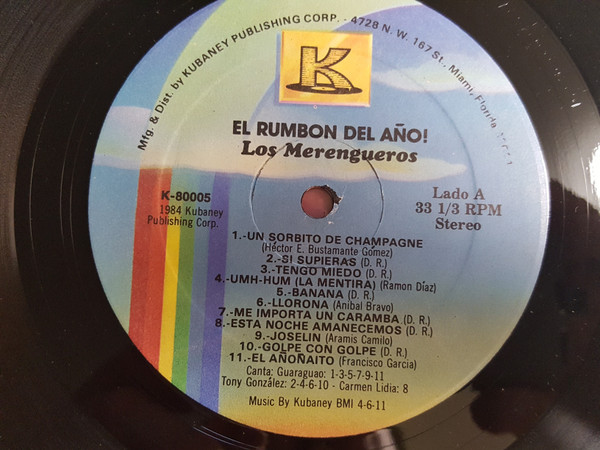 Mfg. & Dist. by KUBANEY PUBLISHING CORP. - 4728 N. W. 167 St., Miami, Florida
K
EL RUMBON DEL AÑO!
Los Merengueros
K-80005
1984 Kubaney
Publishing Corp.
Lado A
33 1/3 RPM
Stereo
1.-UN SORBITO DE CHAMPAGNE
(Héctor E. Bustamante Gómez)
2.-SI SUPIERAS (D. R.)
3.-TENGO MIEDO (D. R.)
4.-UMH-HUM (LA MENTIRA) (Ramon Díaz)
5.-BANANA (D. R.)
6.-LLORONA (Anibal Bravo)
7.-ME IMPORTA UN CARAMBA (D. R.)
8.-ESTA NOCHE AMANECEMOS (D. R.)
9.-JOSELIN (Aramis Camilo)
10.-GOLPE CON GOLPE (D. R.)
11.-EL AÑOÑAITO (Francisco Garcia)
Canta: Guaraguao: 1-3-5-7-9-11
Tony González: 2-4-6-10 - Carmen Lidia: 8
Music By Kubaney BMI 4-6-11